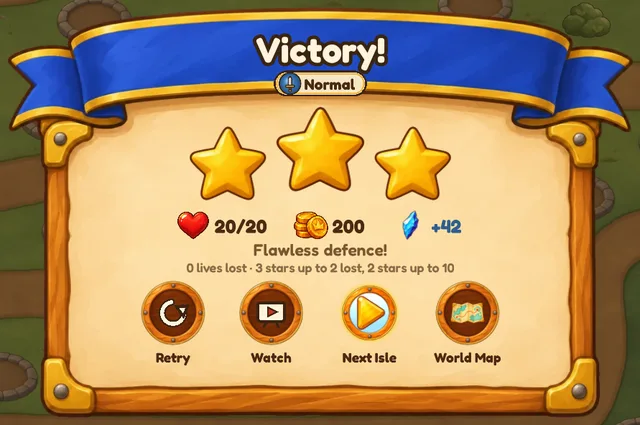 Victory!
Normal
20/20 200 +42
Flawless defence!
0 lives lost · 3 stars up to 2 lost, 2 stars up to 10
Retry Watch Next Isle World Map